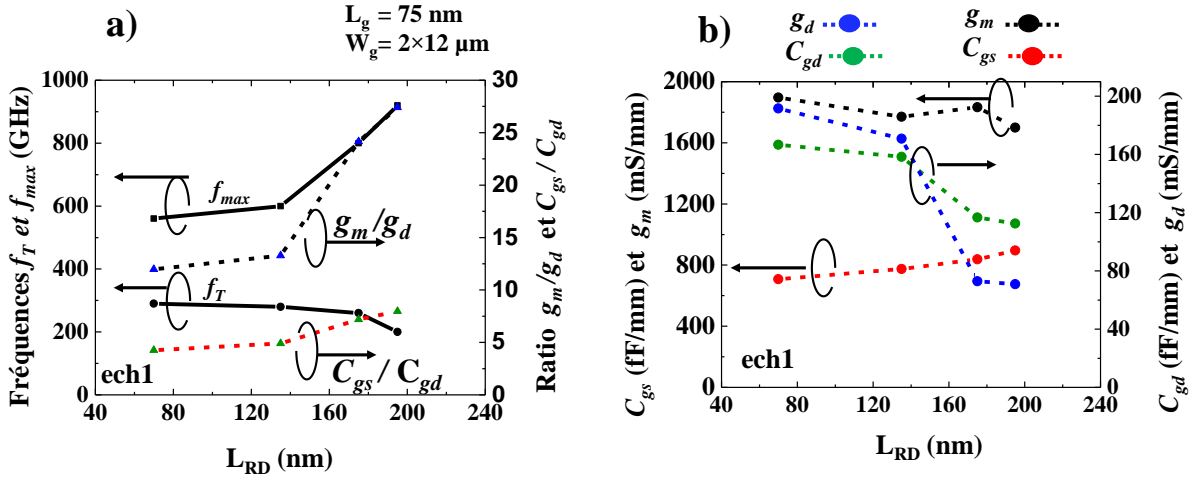 a)
L_g = 75 nm
W_g= 2×12 μm
Fréquences f_T et f_max (GHz)
1000
800
600
400
200
0
f_max
g_m/g_d
f_T
C_gs / C_gd
ech1
30
25
20
15
10
5
0
Ratio g_m/g_d et C_gs / C_gd
40 80 120 160 200 240
L_RD (nm)
b)
g_d g_m
C_gd C_gs
C_gs (fF/mm) et g_m (mS/mm)
2000
1600
1200
800
400
0
ech1
200
160
120
80
40
0
C_gd (fF/mm) et g_d (mS/mm)
40 80 120 160 200 240
L_RD (nm)